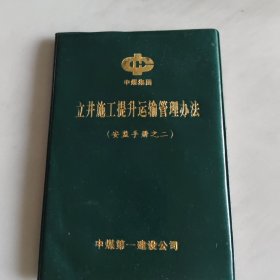 中煤集团
立井施工提升运输管理办法
(安监手册之二)
中煤第一建设公司